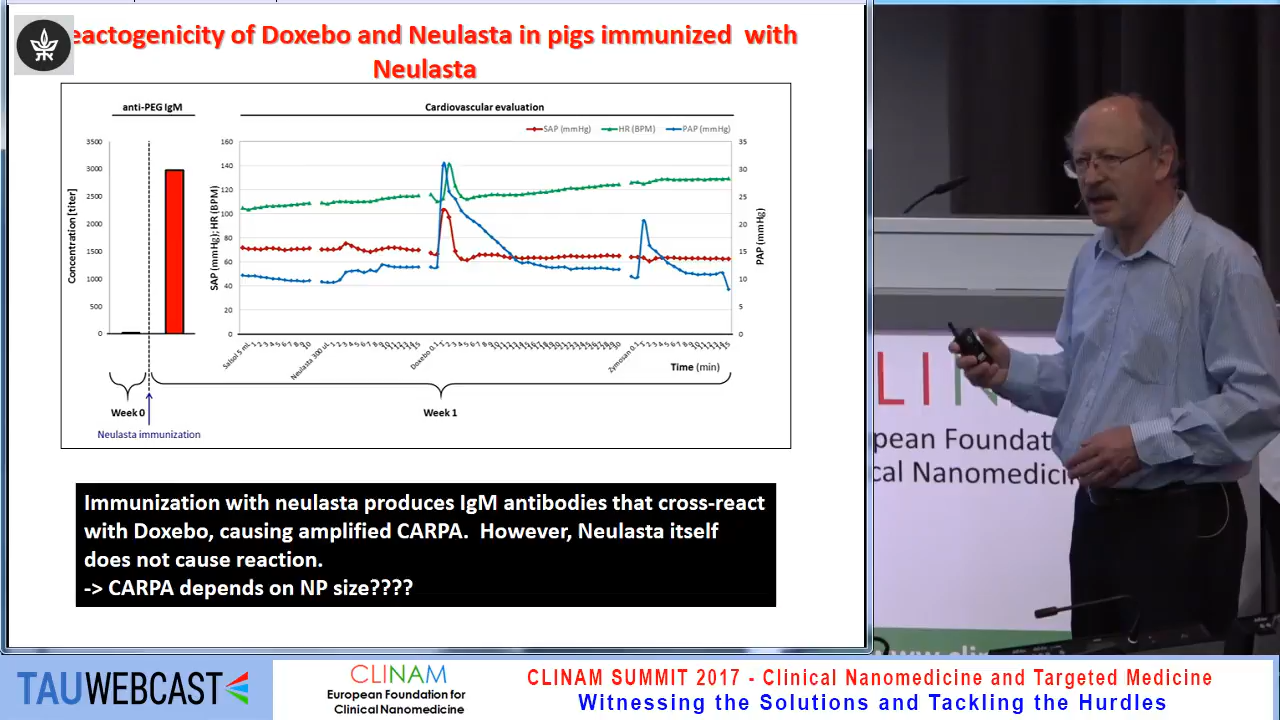 eactogenicity of Doxebo and Neulasta in pigs immunized with
Neulasta
anti-PEG IgM
Cardiovascular evaluation
SAP (mmHg) HR (BPM) PAP (mmHg)
3500
3000
2500
2000
1500
1000
500
0
Concentration [titer]
160
140
120
100
80
60
40
20
0
SAP (mmHg); HR (BPM)
35
30
25
20
15
10
5
0
PAP (mmHg)
Salsol 5 mL
Neulasta 300 uL
Doxebo 0.1
Zymosan 0.1
Time (min)
Week 0
Week 1
Neulasta immunization
Immunization with neulasta produces IgM antibodies that cross-react
with Doxebo, causing amplified CARPA. However, Neulasta itself
does not cause reaction.
-> CARPA depends on NP size????
CLIN
pean Foundat
cal Nanomedici
www.clin
TAUWEBCAST
CLINAM
European Foundation for
Clinical Nanomedicine
CLINAM SUMMIT 2017 - Clinical Nanomedicine and Targeted Medicine
Witnessing the Solutions and Tackling the Hurdles